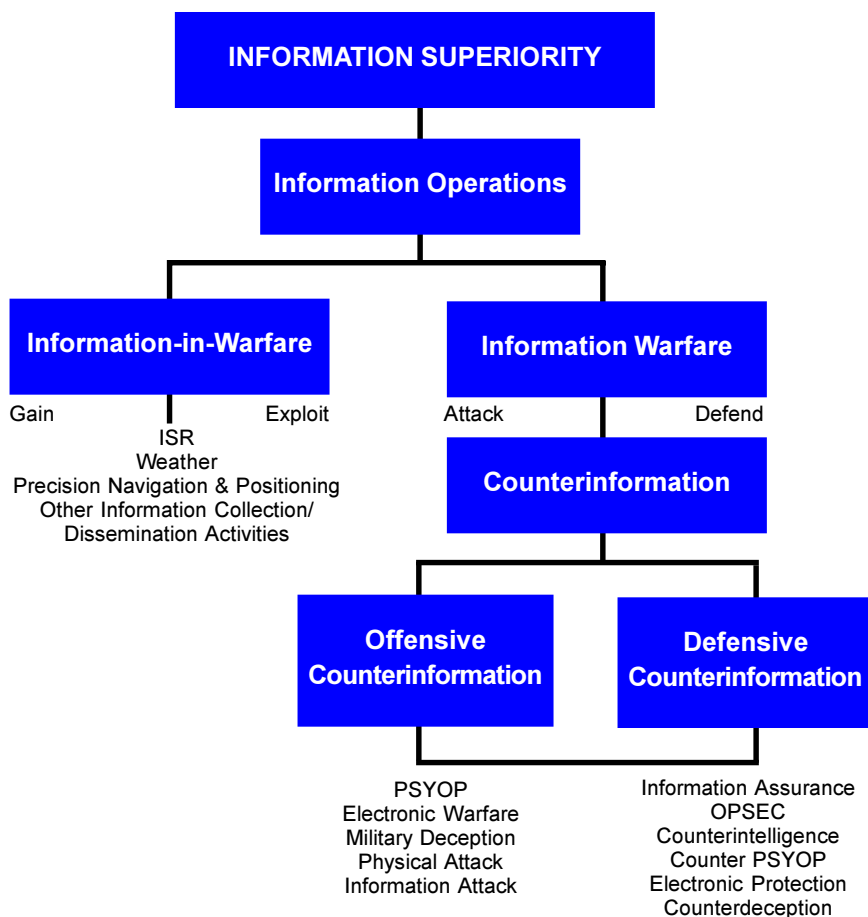 INFORMATION SUPERIORITY
Information Operations
Information-in-Warfare
Information Warfare
Gain
Exploit
Attack
Defend
ISR
Weather
Precision Navigation & Positioning
Other Information Collection/
Dissemination Activities
Counterinformation
Offensive
Counterinformation
Defensive
Counterinformation
PSYOP
Electronic Warfare
Military Deception
Physical Attack
Information Attack
Information Assurance
OPSEC
Counterintelligence
Counter PSYOP
Electronic Protection
Counterdeception